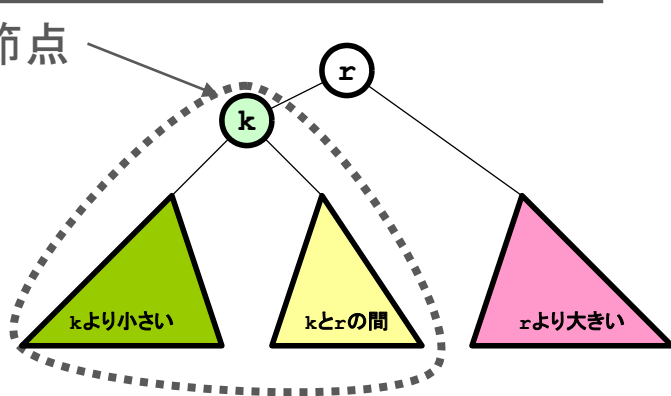 節点
r
k
kより小さい
kとrの間
rより大きい